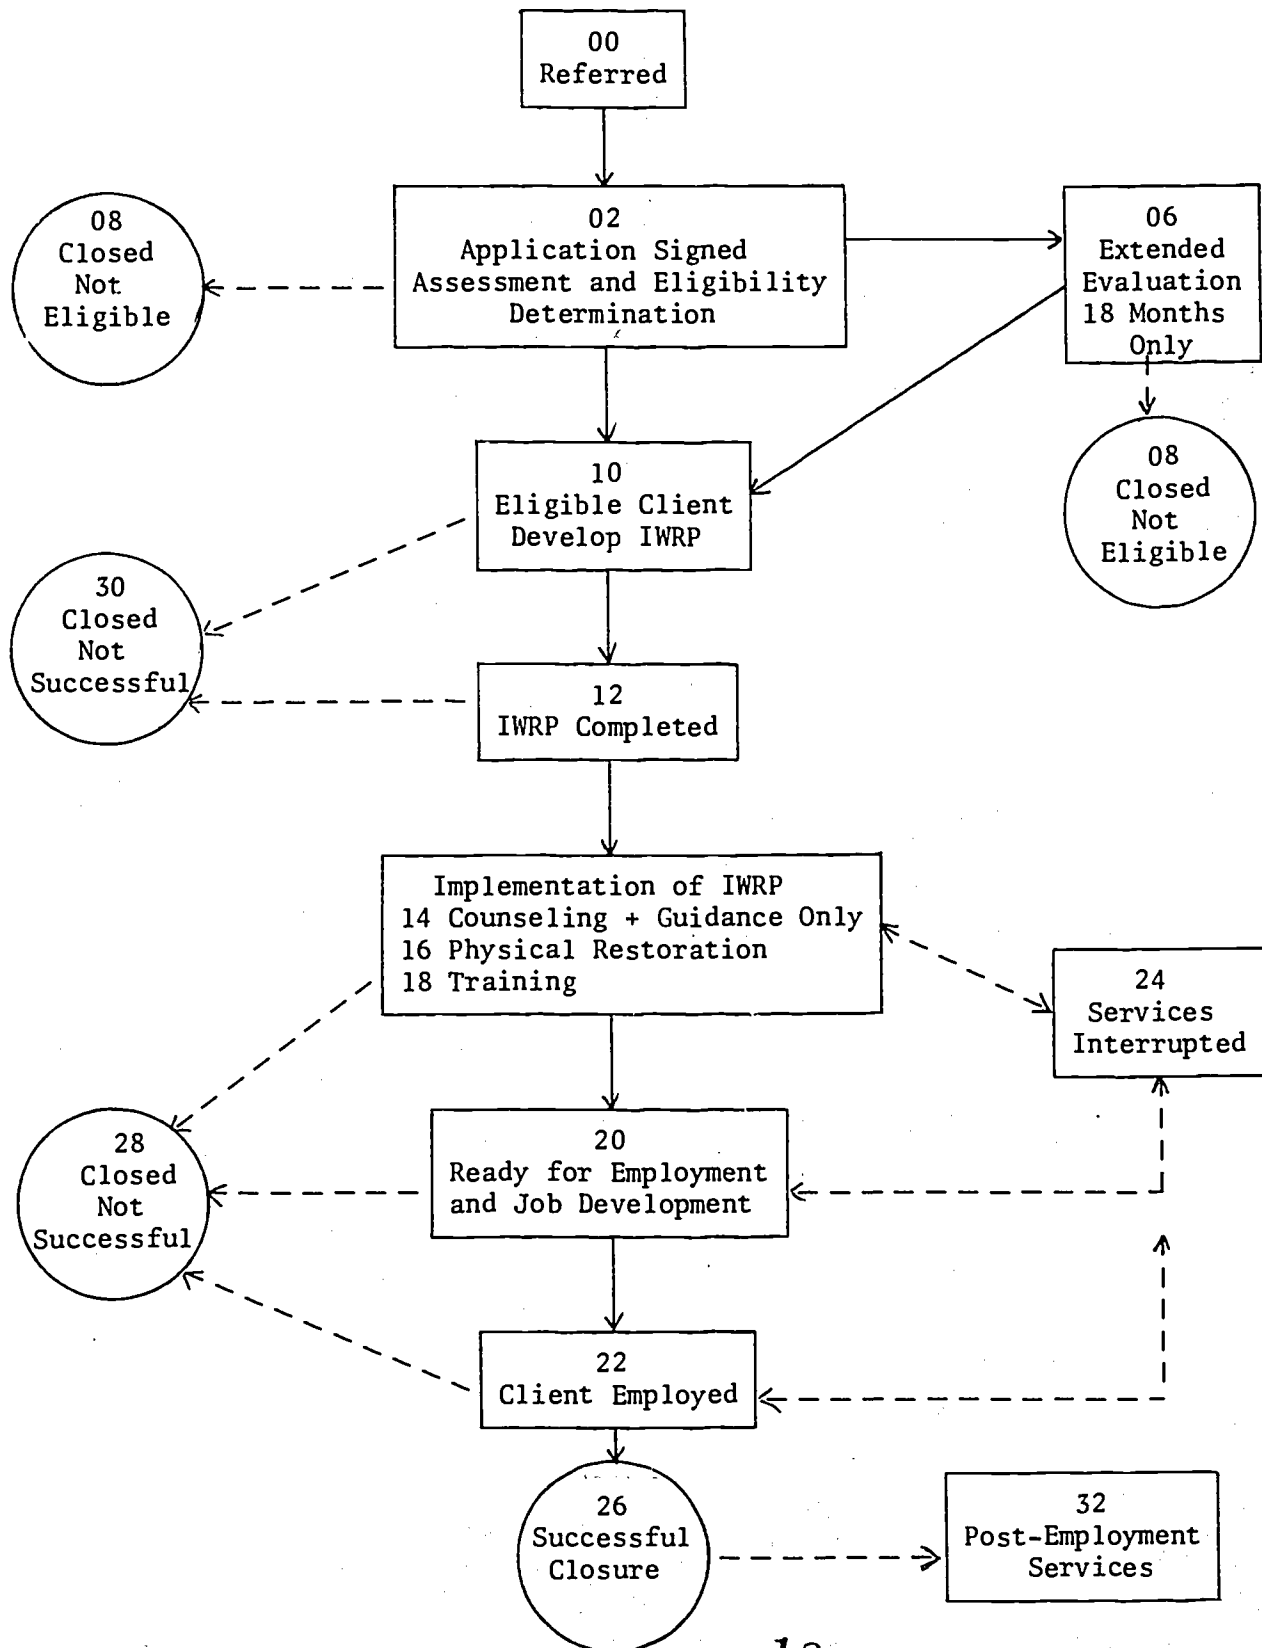 00
Referred
08
Closed
Not
Eligible
02
Application Signed
Assessment and Eligibility
Determination
06
Extended
Evaluation
18 Months
Only
08
Closed
Not
Eligible
10
Eligible Client
Develop IWRP
30
Closed
Not
Successful
12
IWRP Completed
Implementation of IWRP
14 Counseling + Guidance Only
16 Physical Restoration
18 Training
24
Services
Interrupted
28
Closed
Not
Successful
20
Ready for Employment
and Job Development
22
Client Employed
26
Successful
Closure
32
Post-Employment
Services